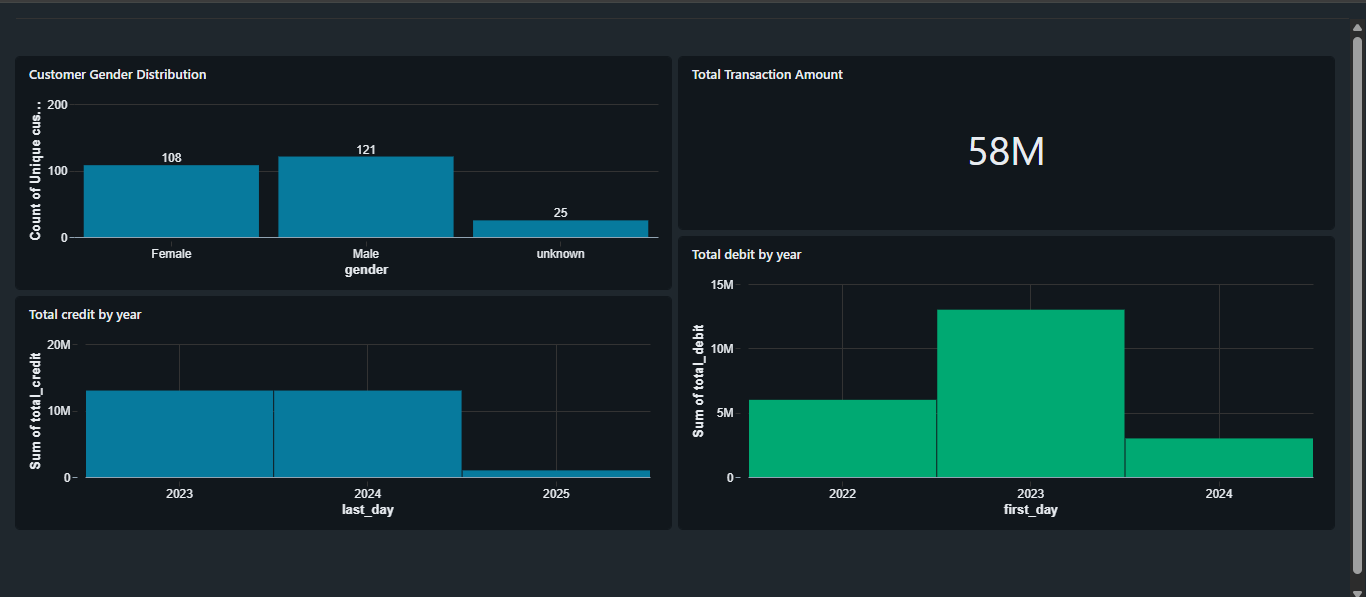 Customer Gender Distribution
Count of Unique cus...
200
100
0
108
121
25
Female
Male
unknown
gender
Total Transaction Amount
58M
Total credit by year
Sum of total_credit
20M
10M
0
2023
2024
2025
last_day
Total debit by year
Sum of total_debit
15M
10M
5M
0
2022
2023
2024
first_day